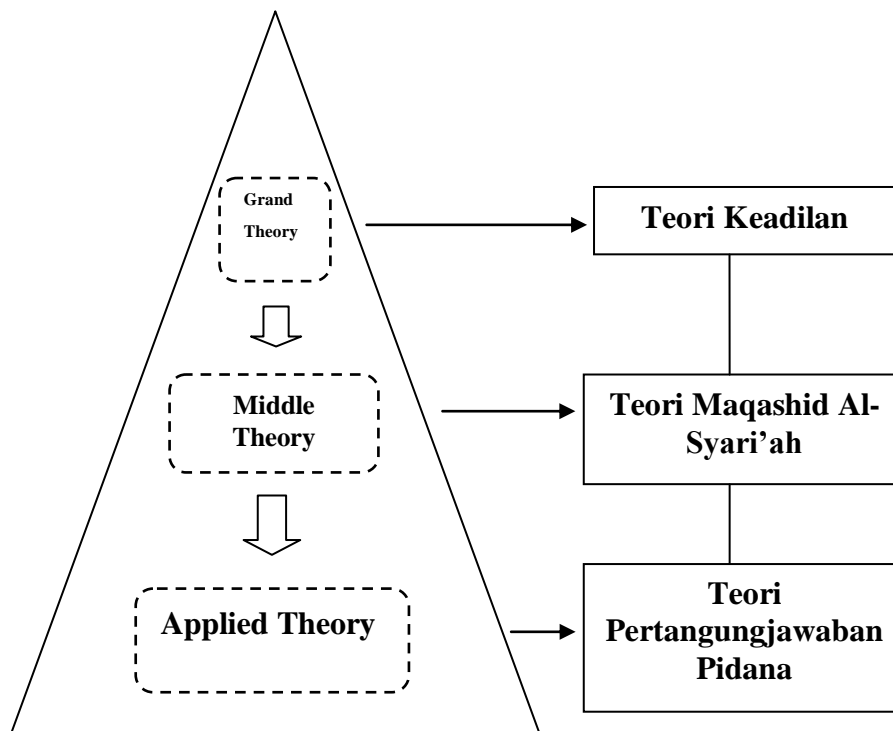 Grand
Theory
Teori Keadilan
Middle
Theory
Teori Maqashid Al-
Syari’ah
Applied Theory
Teori
Pertangungjawaban
Pidana